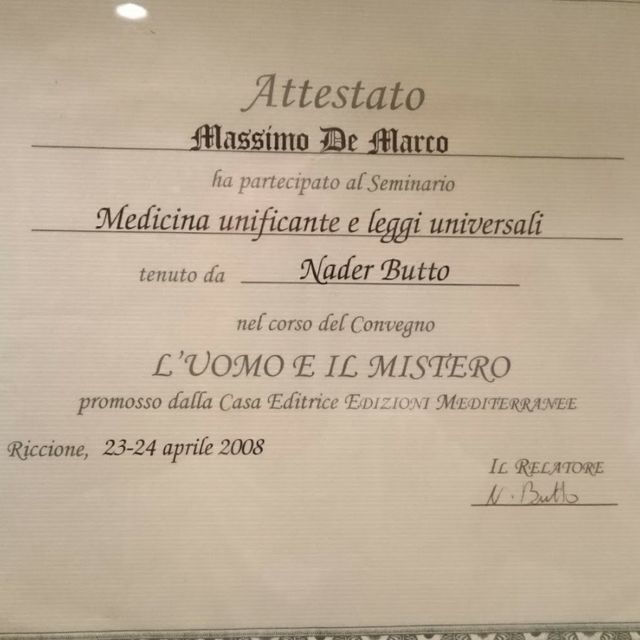 Attestato
Massimo De Marco
ha partecipato al Seminario
Medicina unificante e leggi universali
tenuto da Nader Butto
nel corso del Convegno
L'UOMO E IL MISTERO
promosso dalla Casa Editrice EDIZIONI MEDITERRANEE
Riccione, 23-24 aprile 2008
IL RELATORE
N. Butto